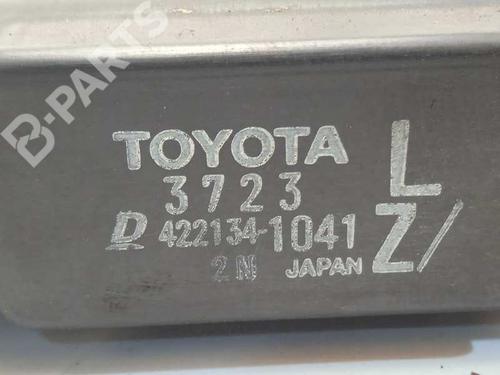 B-PARTS
TOYOTA
3723
L
D 422134-1041
Z/
2N JAPAN